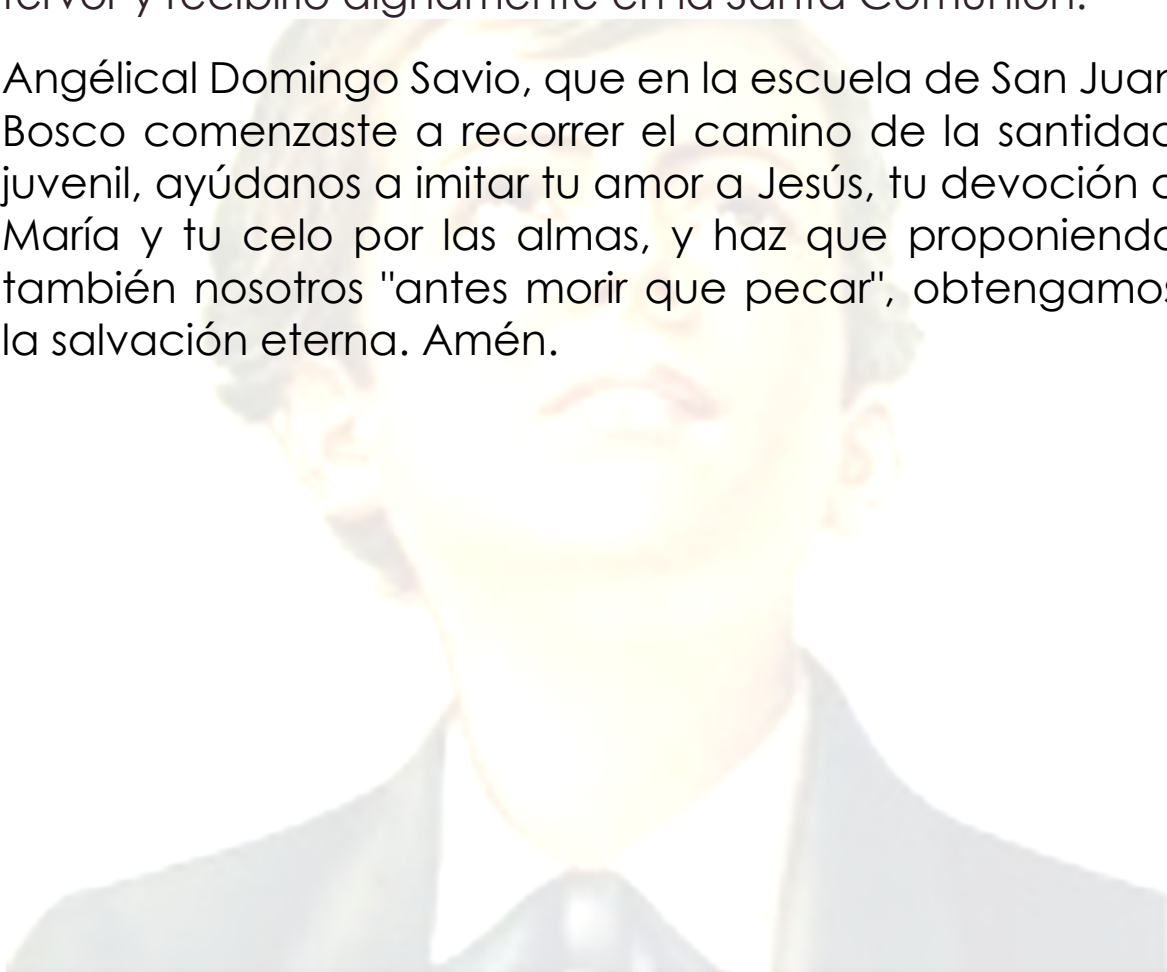 fervor y recibirlo dignamente en la Santa Comunión.
Angélical Domingo Savio, que en la escuela de San Juan
Bosco comenzaste a recorrer el camino de la santidad
juvenil, ayúdanos a imitar tu amor a Jesús, tu devoción a
María y tu celo por las almas, y haz que proponiendo
también nosotros "antes morir que pecar", obtengamos
la salvación eterna. Amén.